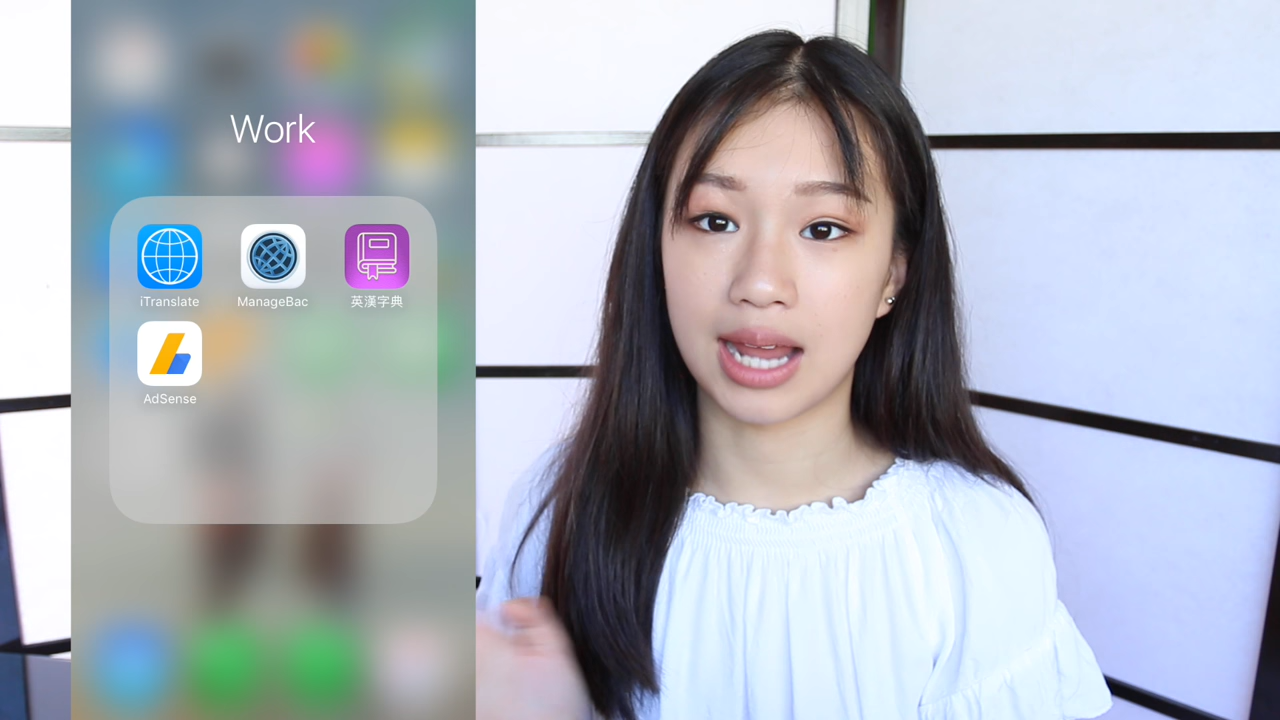 Work
iTranslate
ManageBac
英漢字典
AdSense